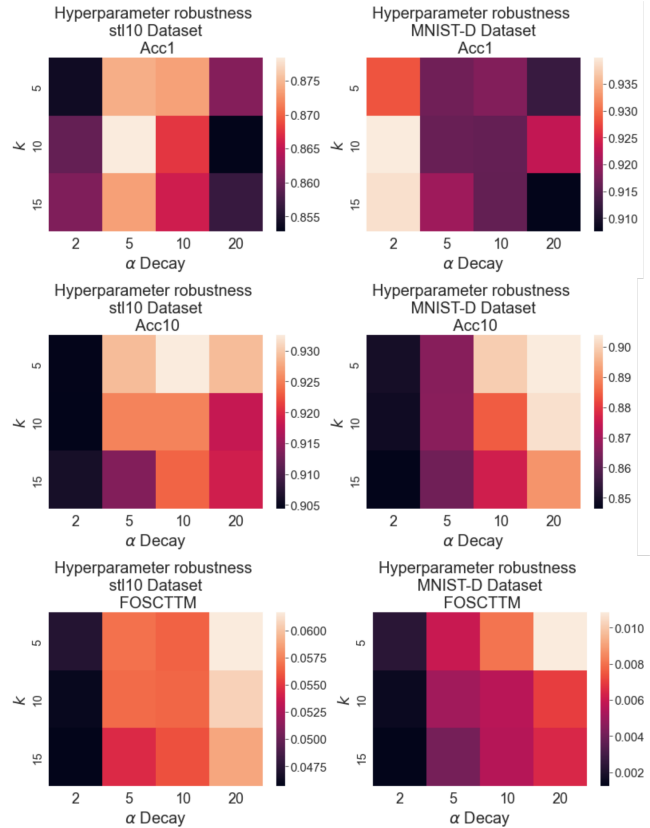 Hyperparameter robustness
stl10 Dataset
Acc1
0.875
0.870
0.865
0.860
0.855
5
10
15
k
2 5 10 20
α Decay
Hyperparameter robustness
MNIST-D Dataset
Acc1
0.935
0.930
0.925
0.920
0.915
0.910
5
10
15
k
2 5 10 20
α Decay
Hyperparameter robustness
stl10 Dataset
Acc10
0.930
0.925
0.920
0.915
0.910
0.905
5
10
15
k
2 5 10 20
α Decay
Hyperparameter robustness
MNIST-D Dataset
Acc10
0.90
0.89
0.88
0.87
0.86
0.85
5
10
15
k
2 5 10 20
α Decay
Hyperparameter robustness
stl10 Dataset
FOSCTTM
0.0600
0.0575
0.0550
0.0525
0.0500
0.0475
5
10
15
k
2 5 10 20
α Decay
Hyperparameter robustness
MNIST-D Dataset
FOSCTTM
0.010
0.008
0.006
0.004
0.002
5
10
15
k
2 5 10 20
α Decay